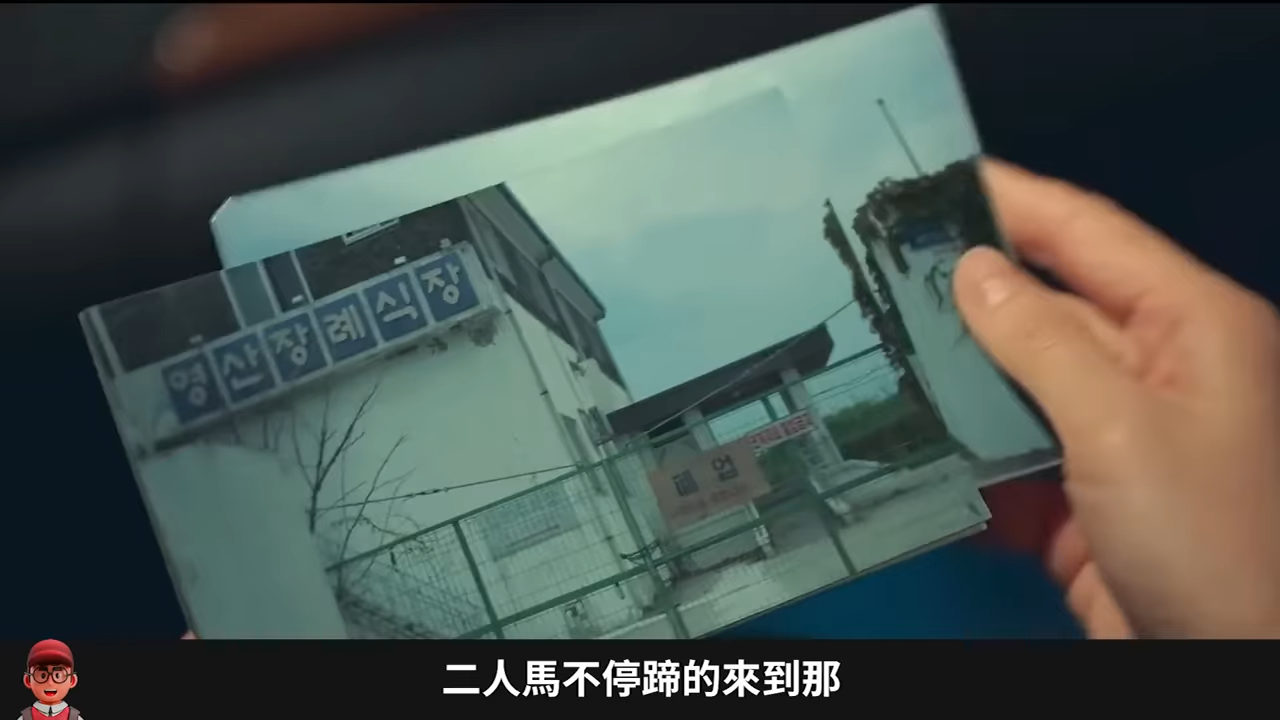 영산장례식장
폐업
二人馬不停蹄的來到那